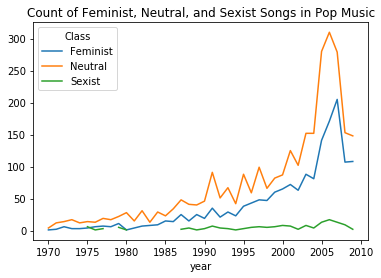 Count of Feminist, Neutral, and Sexist Songs in Pop Music
Class
Feminist
Neutral
Sexist
300
250
200
150
100
50
0
1970 1975 1980 1985 1990 1995 2000 2005 2010
year